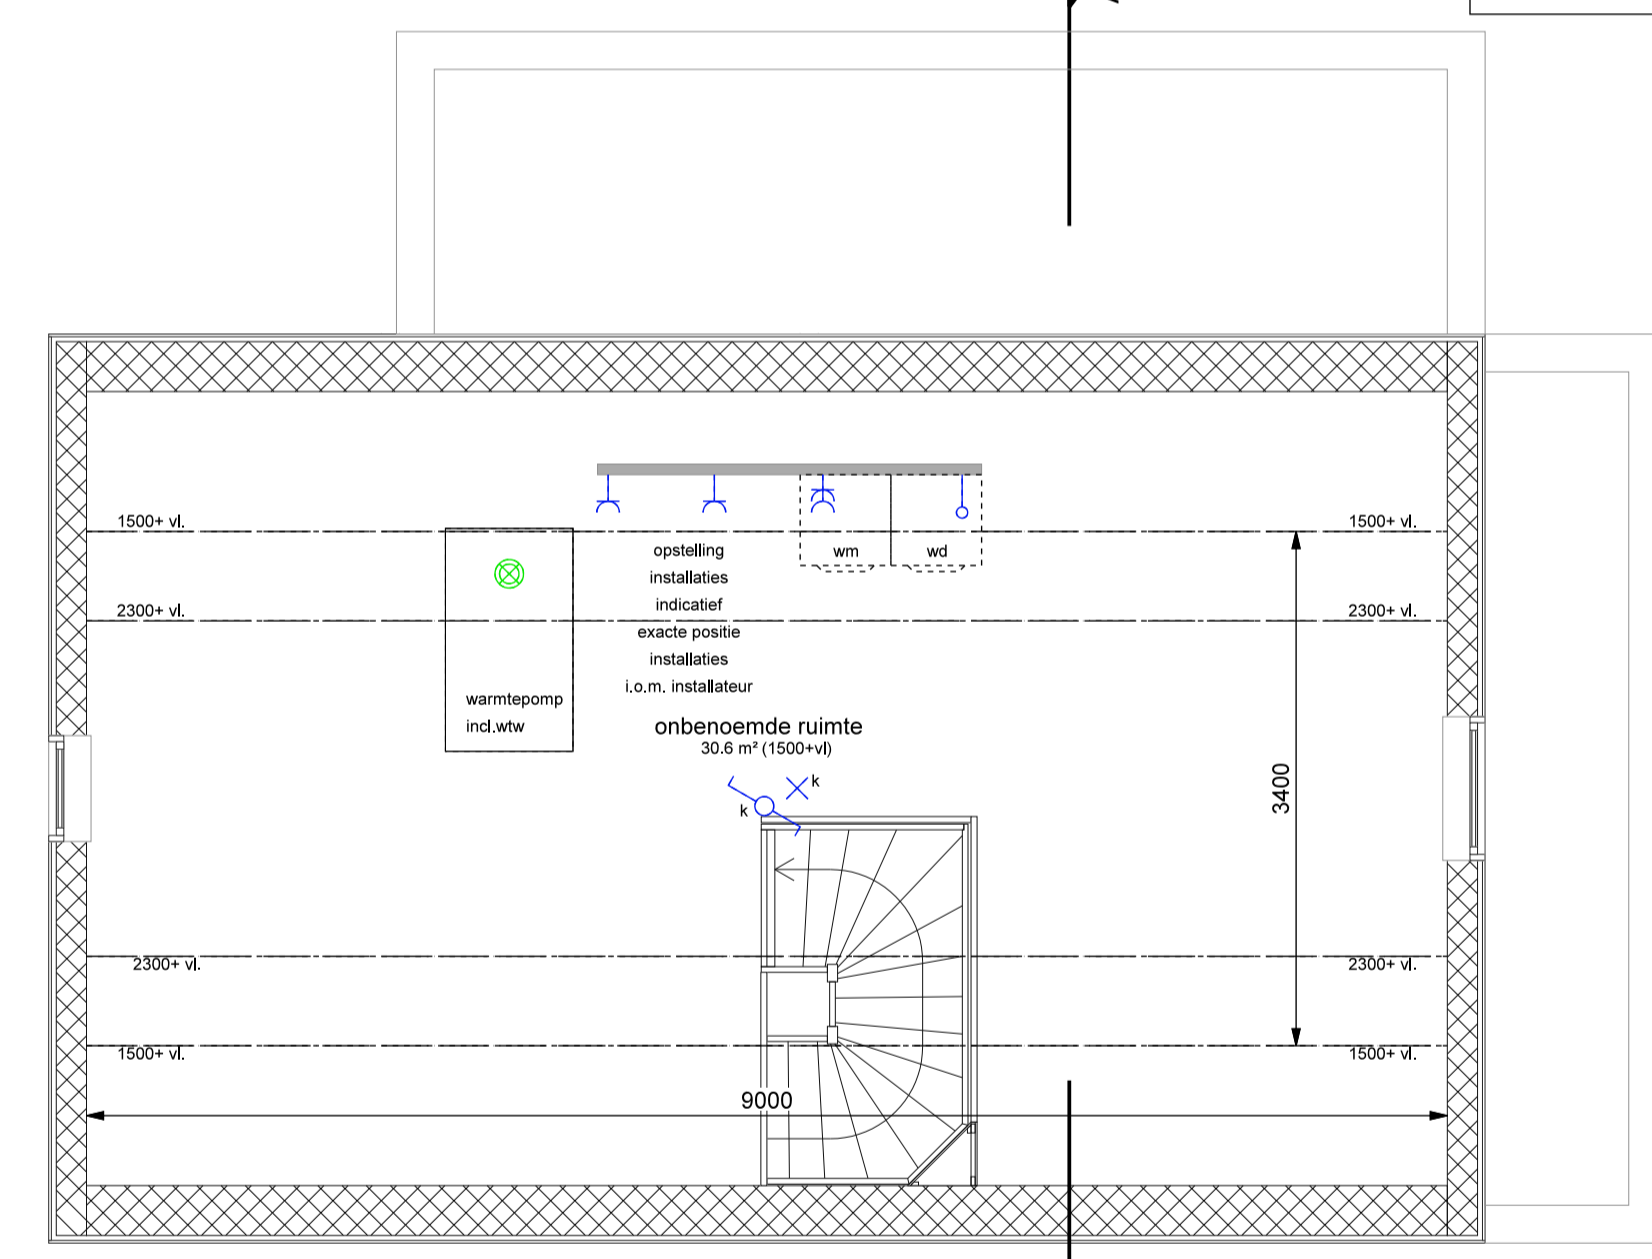 1500+ vl.
1500+ vl.
opstelling
installaties
indicatief
exacte positie
installaties
i.o.m. installateur
wm
wd
2300+ vl.
2300+ vl.
warmtepomp
incl.wtw
onbenoemde ruimte
30.6 m² (1500+vl)
k
k
3400
2300+ vl.
2300+ vl.
1500+ vl.
1500+ vl.
9000